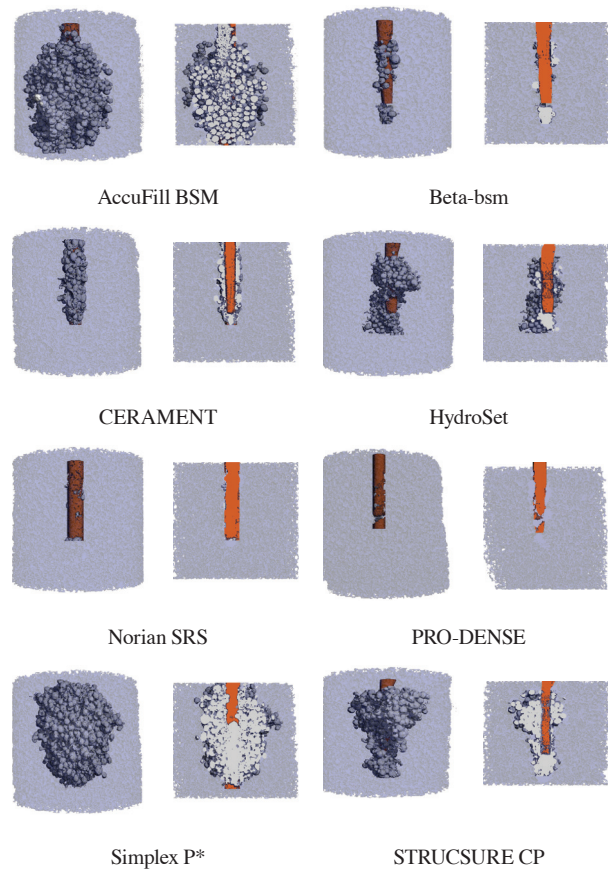 AccuFill BSM
Beta-bsm
CERAMENT
HydroSet
Norian SRS
PRO-DENSE
Simplex P*
STRUCSURE CP